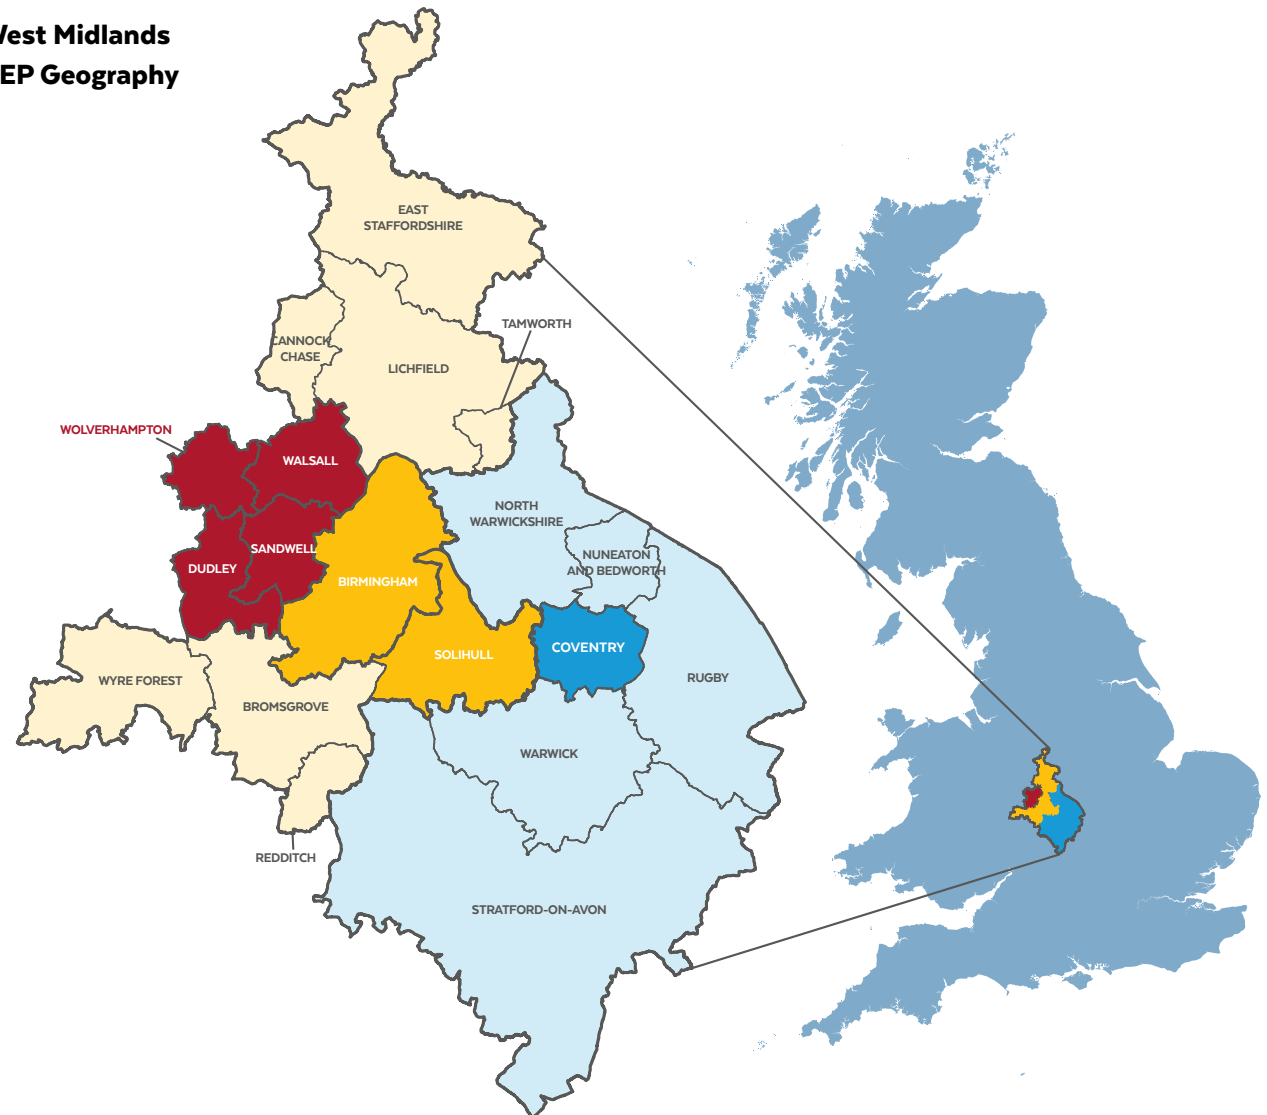 West Midlands
EP Geography
EAST
STAFFORDSHIRE
TAMWORTH
CANNOCK
CHASE
LICHFIELD
WOLVERHAMPTON
WALSALL
NORTH
WARWICKSHIRE
SANDWELL
NUNEATON
AND BEDWORTH
DUDLEY
BIRMINGHAM
COVENTRY
SOLIHULL
WYRE FOREST
RUGBY
BROMSGROVE
WARWICK
REDDITCH
STRATFORD-ON-AVON